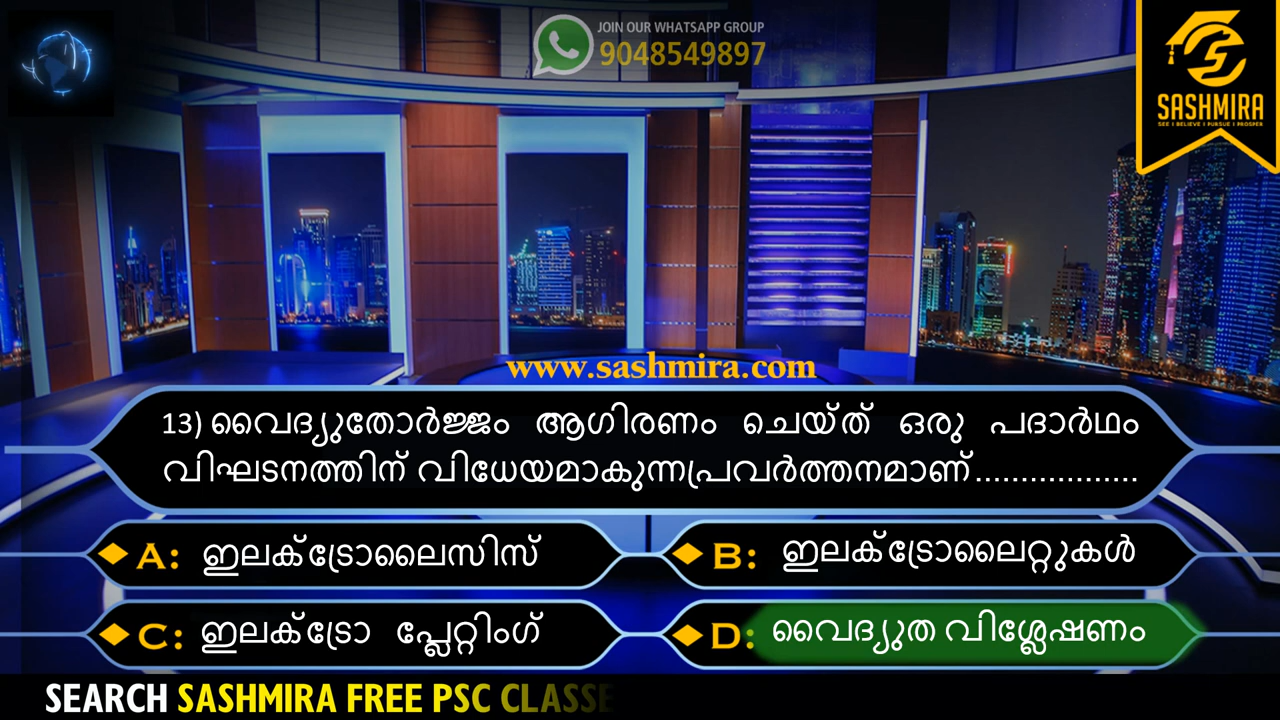 JOIN OUR WHATSAPP GROUP
9048549897
SASHMIRA
SEE I BELIEVE I PURSUE I PROSPER
www.sashmira.com
13) വൈദ്യുതോർജ്ജം ആഗിരണം ചെയ്ത് ഒരു പദാർഥം
വിഘടനത്തിന് വിധേയമാകുന്നപ്രവർത്തനമാണ്..................
A: ഇലക്ട്രോലൈസിസ്
B: ഇലക്ട്രോലൈറ്റുകൾ
C: ഇലക്ട്രോ പ്ലേറ്റിംഗ്
D: വൈദ്യുത വിശ്ലേഷണം
SEARCH SASHMIRA FREE PSC CLASSE